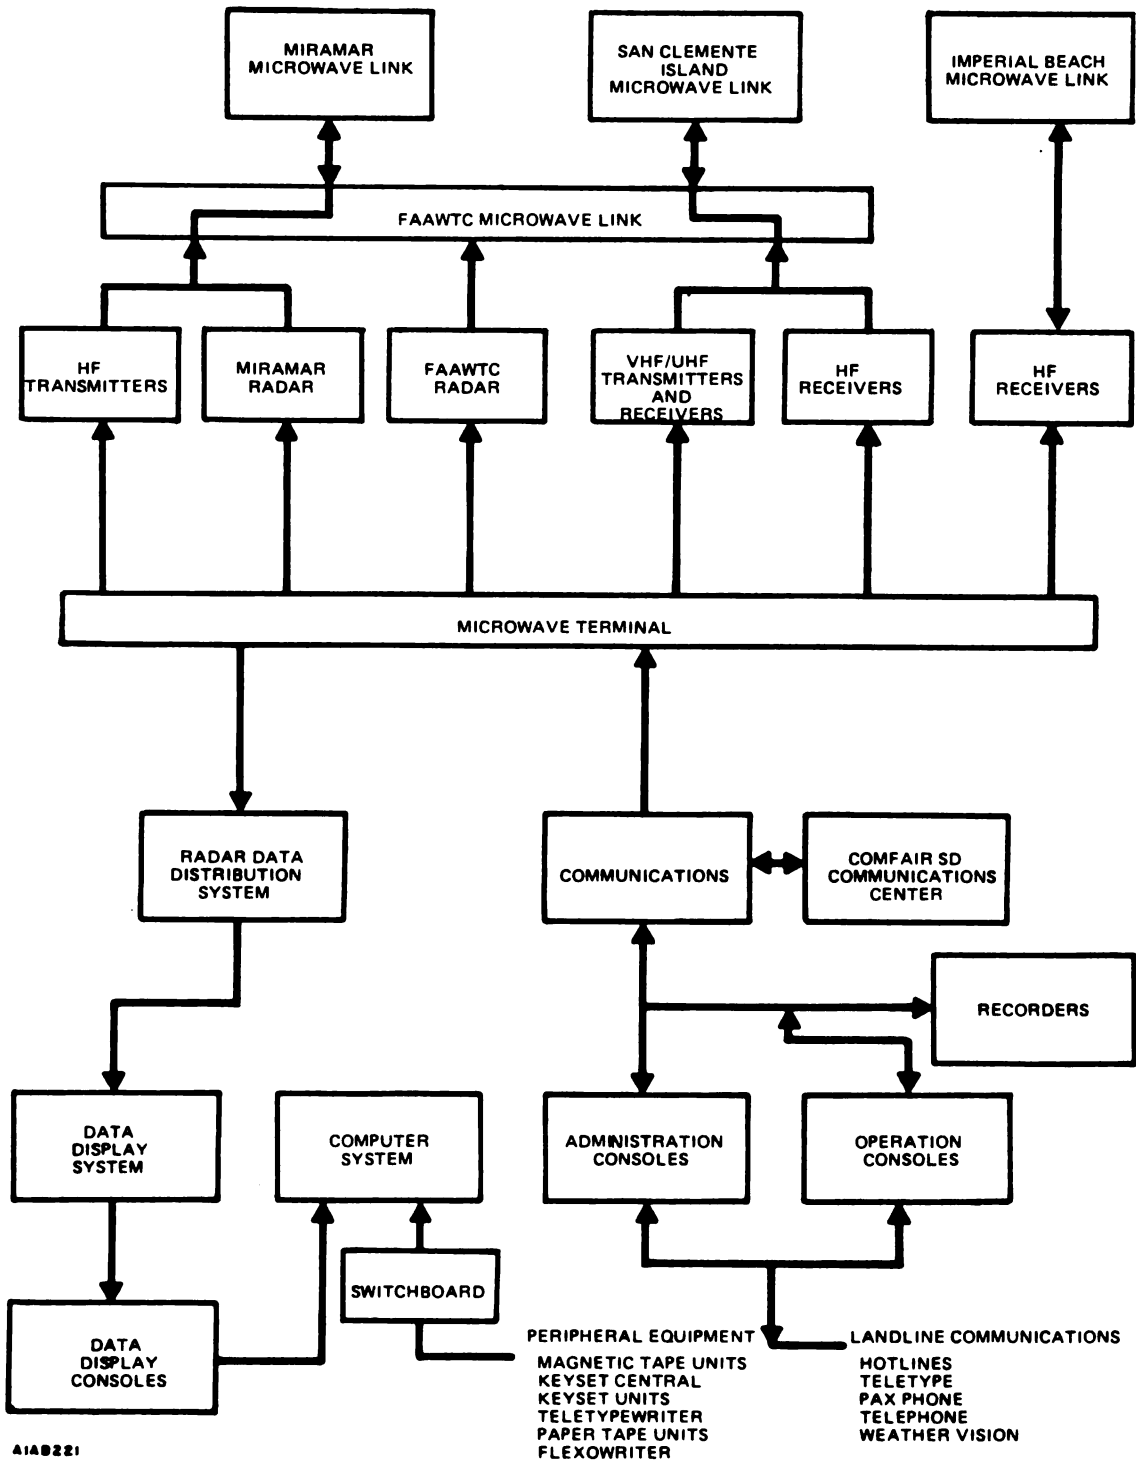 MIRAMAR
MICROWAVE LINK
SAN CLEMENTE
ISLAND
MICROWAVE LINK
IMPERIAL BEACH
MICROWAVE LINK
FAAWTC MICROWAVE LINK
HF
TRANSMITTERS
MIRAMAR
RADAR
FAAWTC
RADAR
VHF/UHF
TRANSMITTERS
AND
RECEIVERS
HF
RECEIVERS
HF
RECEIVERS
MICROWAVE TERMINAL
RADAR DATA
DISTRIBUTION
SYSTEM
COMMUNICATIONS
COMFAIR SD
COMMUNICATIONS
CENTER
RECORDERS
DATA
DISPLAY
SYSTEM
COMPUTER
SYSTEM
ADMINISTRATION
CONSOLES
OPERATION
CONSOLES
SWITCHBOARD
DATA
DISPLAY
CONSOLES
PERIPHERAL EQUIPMENT
MAGNETIC TAPE UNITS
KEYSET CENTRAL
KEYSET UNITS
TELETYPEWRITER
PAPER TAPE UNITS
FLEXOWRITER
LANDLINE COMMUNICATIONS
HOTLINES
TELETYPE
PAX PHONE
TELEPHONE
WEATHER VISION
A1AB221